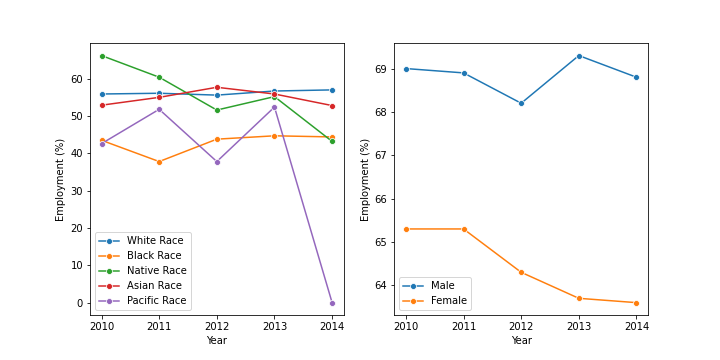 Employment (%)
60
50
40
30
20
10
0
White Race
Black Race
Native Race
Asian Race
Pacific Race
2010 2011 2012 2013 2014
Year
Employment (%)
69
68
67
66
65
64
Male
Female
2010 2011 2012 2013 2014
Year